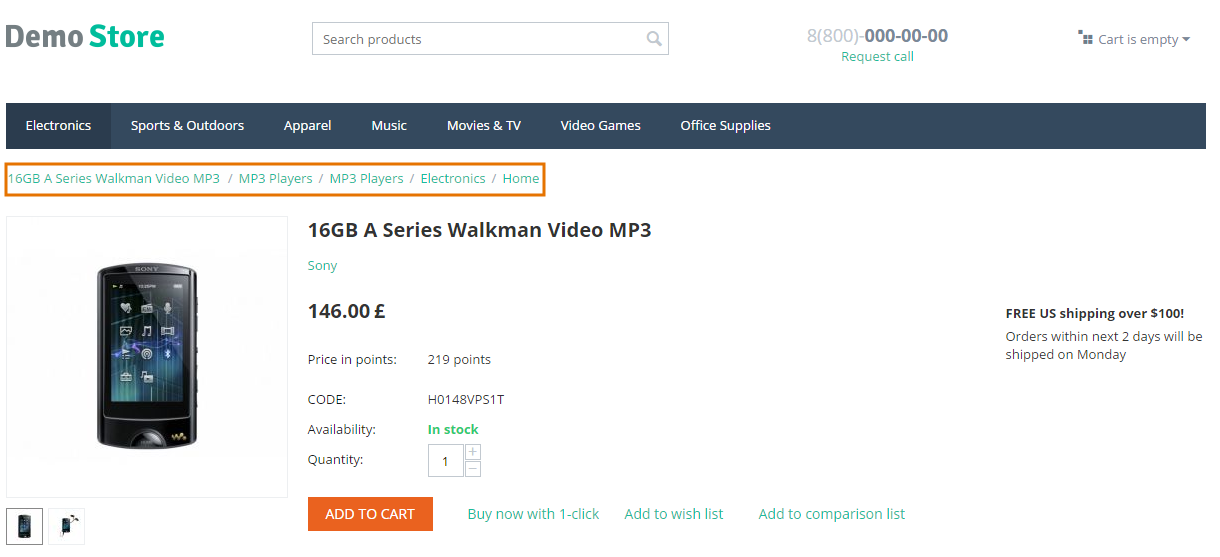 Demo Store
Search products
8(800)-000-00-00
Request call
Cart is empty
Electronics Sports & Outdoors Apparel Music Movies & TV Video Games Office Supplies
16GB A Series Walkman Video MP3 / MP3 Players / MP3 Players / Electronics / Home
16GB A Series Walkman Video MP3
Sony
146.00 £
FREE US shipping over $100!
Orders within next 2 days will be
shipped on Monday
Price in points: 219 points
CODE: H0148VPS1T
Availability: In stock
Quantity: 1
ADD TO CART Buy now with 1-click Add to wish list Add to comparison list
SONY